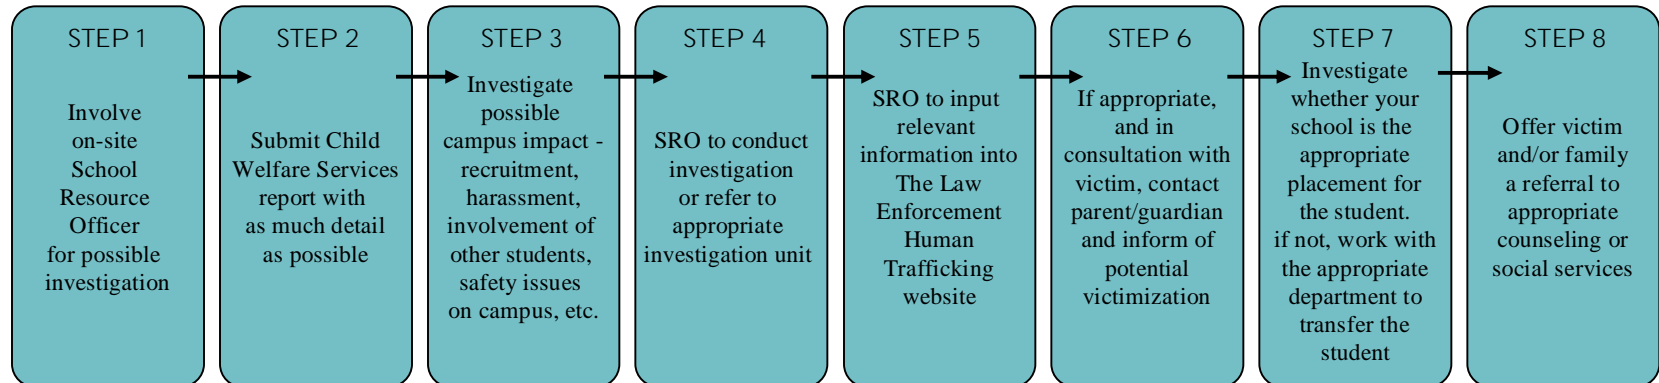 STEP 1
Involve
on-site
School
Resource
Officer
for possible
investigation
STEP 2
Submit Child
Welfare Services
report with
as much detail
as possible
STEP 3
Investigate
possible
campus impact -
recruitment,
harassment,
involvement of
other students,
safety issues
on campus, etc.
STEP 4
SRO to conduct
investigation
or refer to
appropriate
investigation unit
STEP 5
SRO to input
relevant
information into
The Law
Enforcement
Human
Trafficking
website
STEP 6
If appropriate,
and in
consultation with
victim, contact
parent/guardian
and inform of
potential
victimization
STEP 7
Investigate
whether your
school is the
appropriate
placement for
the student.
if not, work with
the appropriate
department to
transfer the
student
STEP 8
Offer victim
and/or family
a referral to
appropriate
counseling or
social services